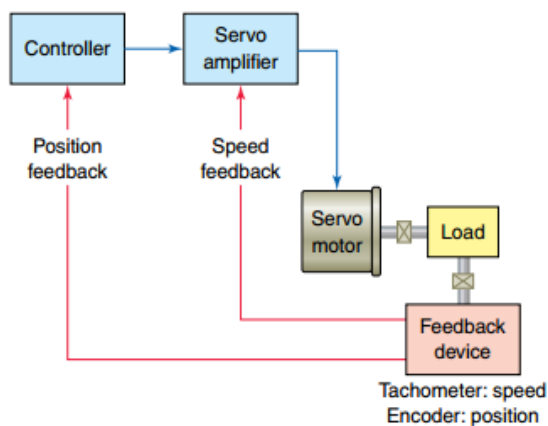 Controller
Servo
amplifier
Position
feedback
Speed
feedback
Servo
motor
Load
Feedback
device
Tachometer: speed
Encoder: position